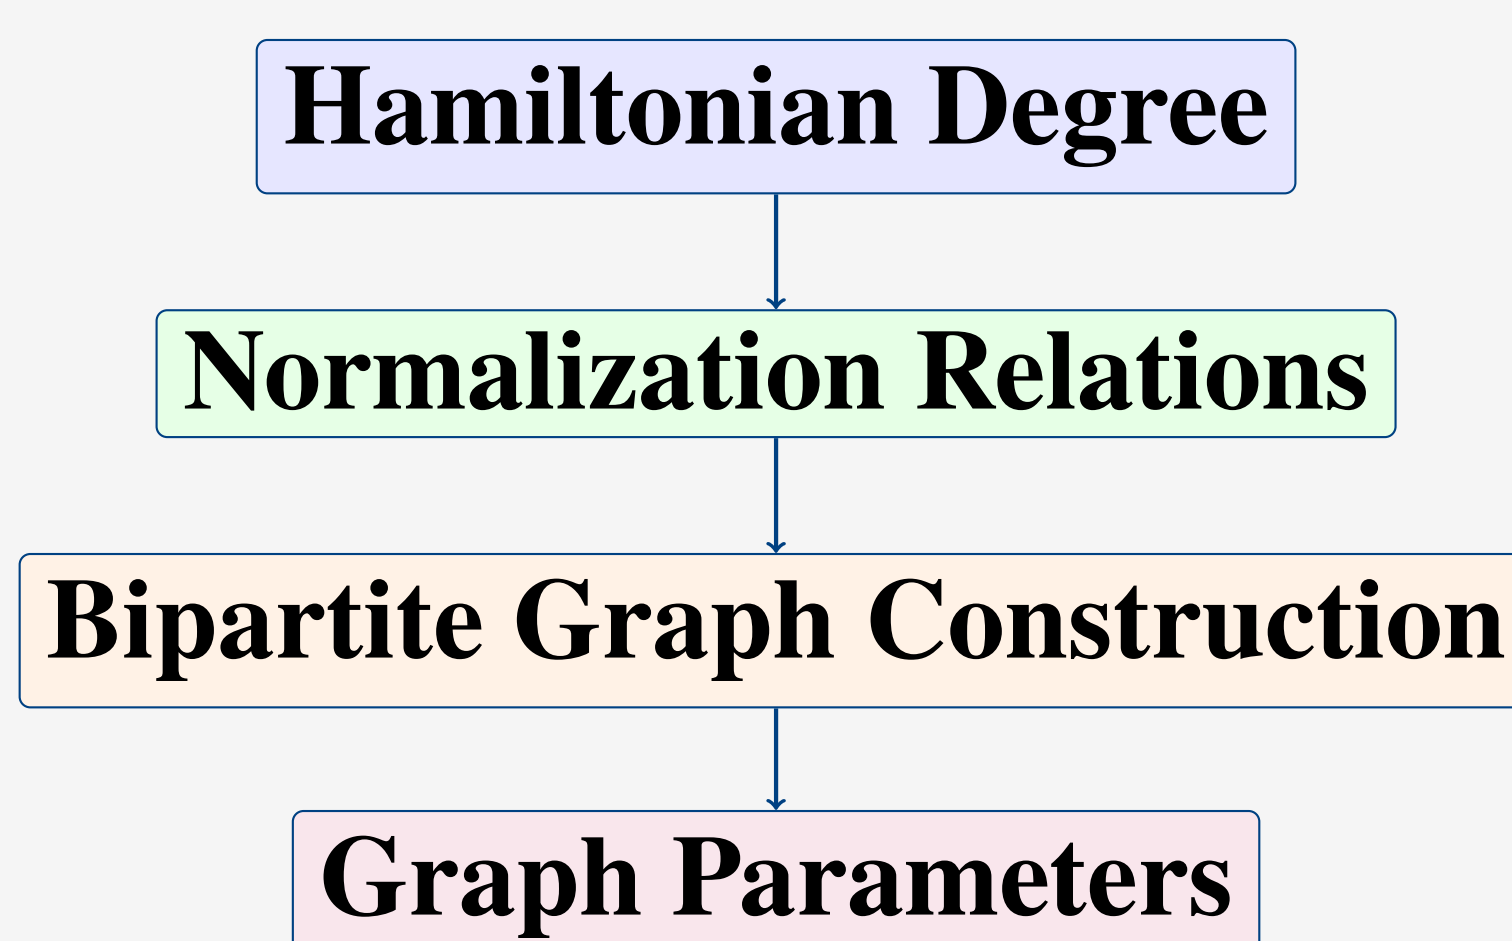 Hamiltonian Degree
Normalization Relations
Bipartite Graph Construction
Graph Parameters